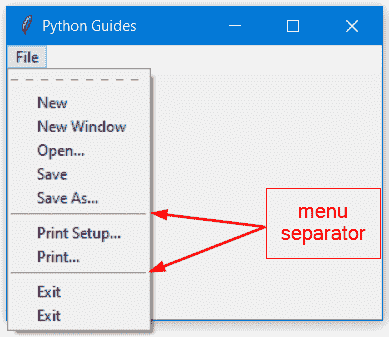 Python Guides
File
New
New Window
Open...
Save
Save As...
Print Setup...
Print...
Exit
Exit
menu
separator